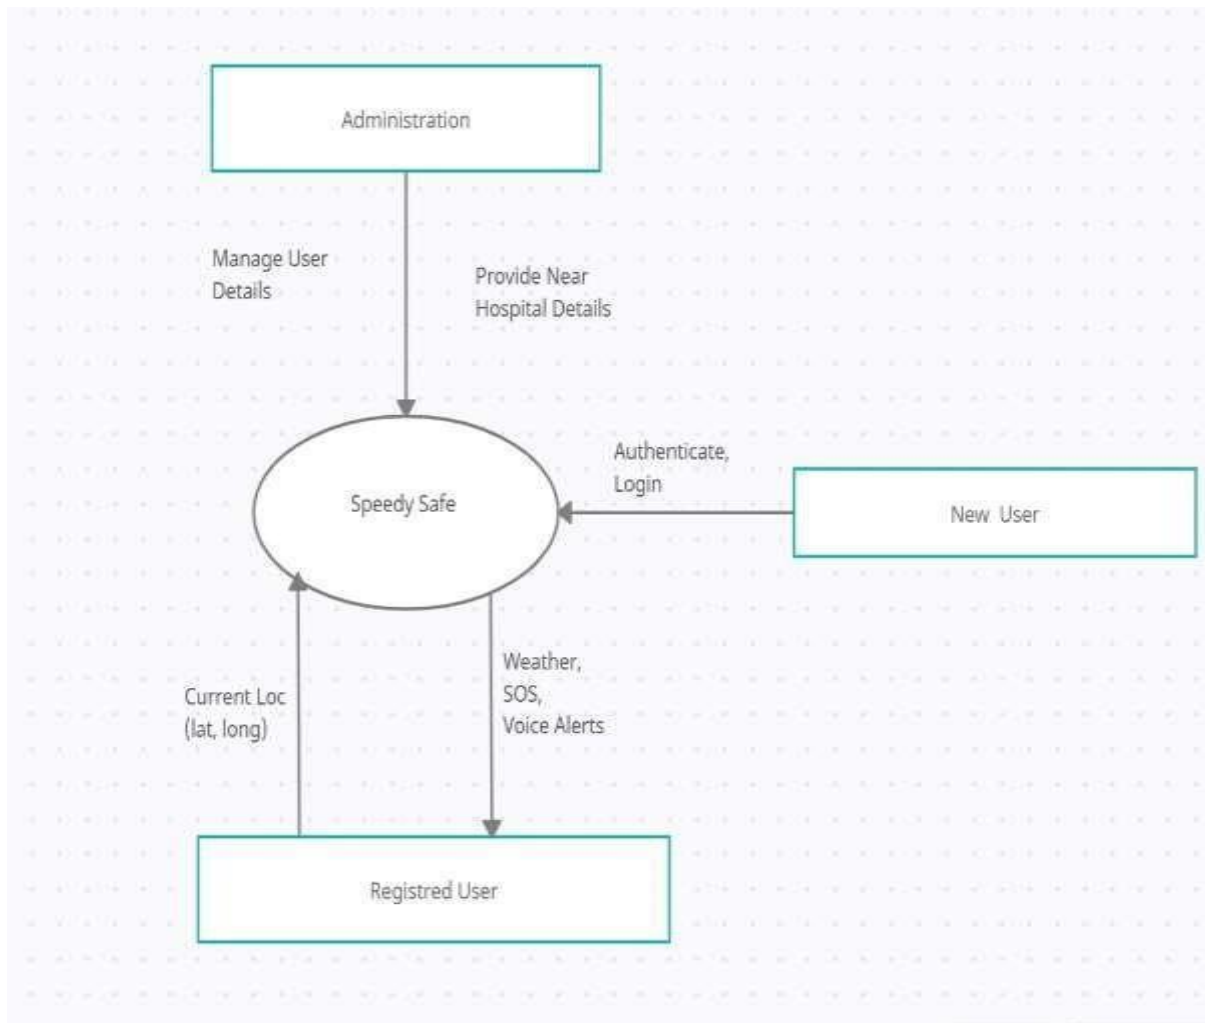 Administration
Manage User
Details
Provide Near
Hospital Details
Authenticate,
Login
Speedy Safe
New  User
Weather,
SOS,
Voice Alerts
Current Loc
(lat, long)
Registred User